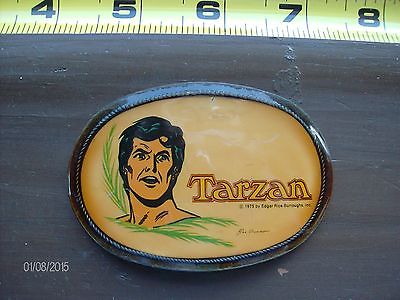 4 5 6 7 8
Tarzan
© 1975 by Edgar Rice Burroughs, Inc.
01/08/2015